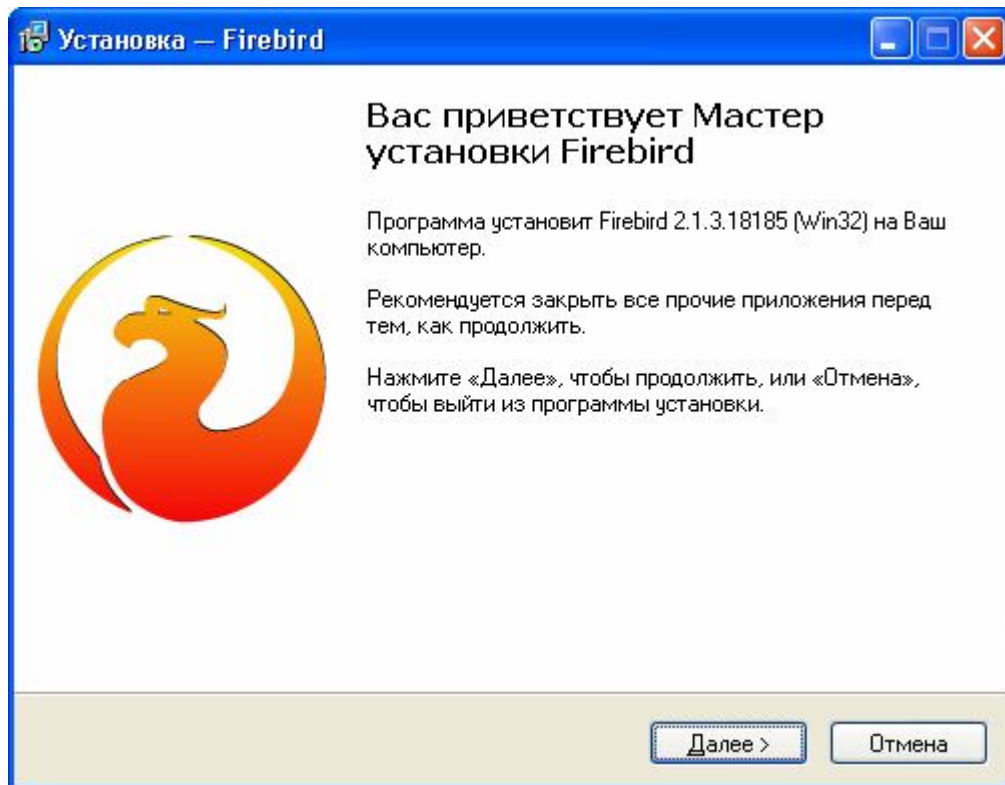 Установка — Firebird
Вас приветствует Мастер
установки Firebird
Программа установит Firebird 2.1.3.18185 (Win32) на Ваш
компьютер.
Рекомендуется закрыть все прочие приложения перед
тем, как продолжить.
Нажмите «Далее», чтобы продолжить, или «Отмена»,
чтобы выйти из программы установки.
Далее >
Отмена